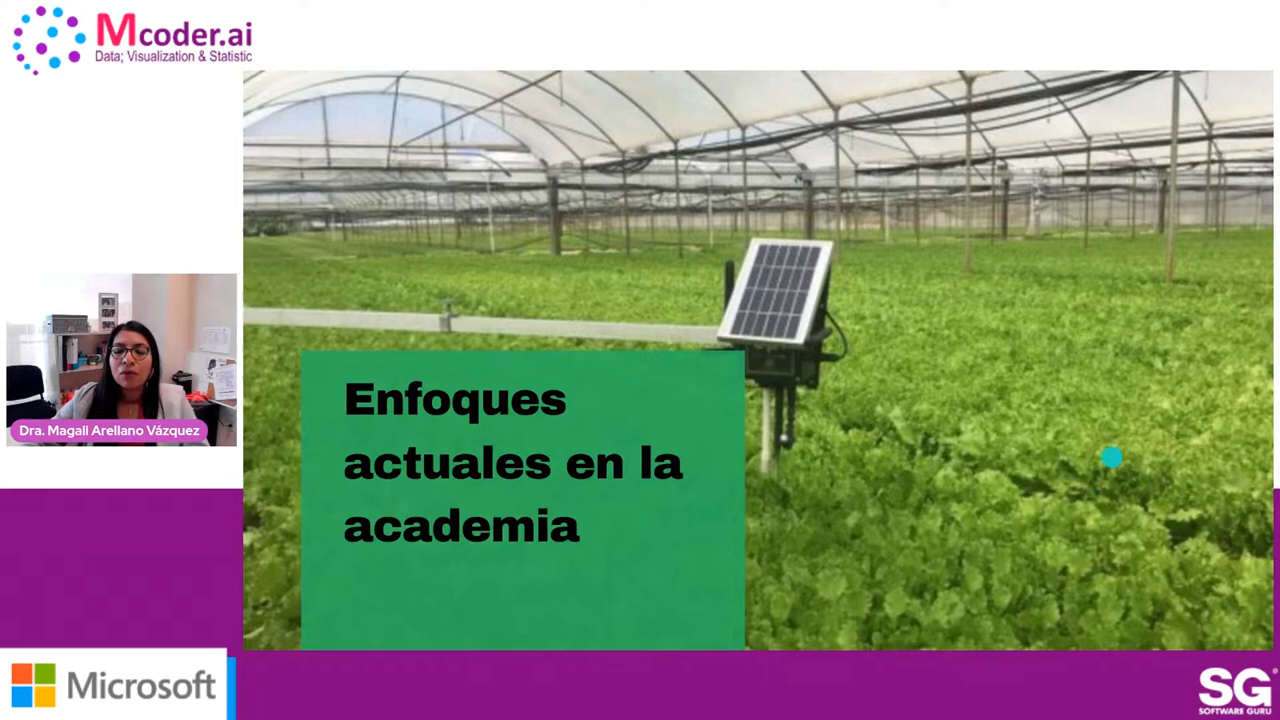 Mcoder.ai
Data; Visualization & Statistic
Enfoques
actuales en la
academia
Dra. Magali Arellano Vázquez
Microsoft
SG
SOFTWARE GURU